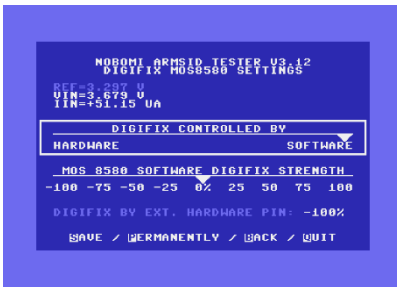 NOBOMI ARMSID TESTER V3.12
DIGIFIX MOS8580 SETTINGS
REF=3.297 V
VIN=3.679 V
IIN=+51.15 UA
DIGIFIX CONTROLLED BY
HARDWARE SOFTWARE
MOS 8580 SOFTWARE DIGIFIX STRENGTH
-100 -75 -50 -25 0% 25 50 75 100
DIGIFIX BY EXT. HARDWARE PIN: -100%
SAVE / PERMANENTLY / BACK / QUIT